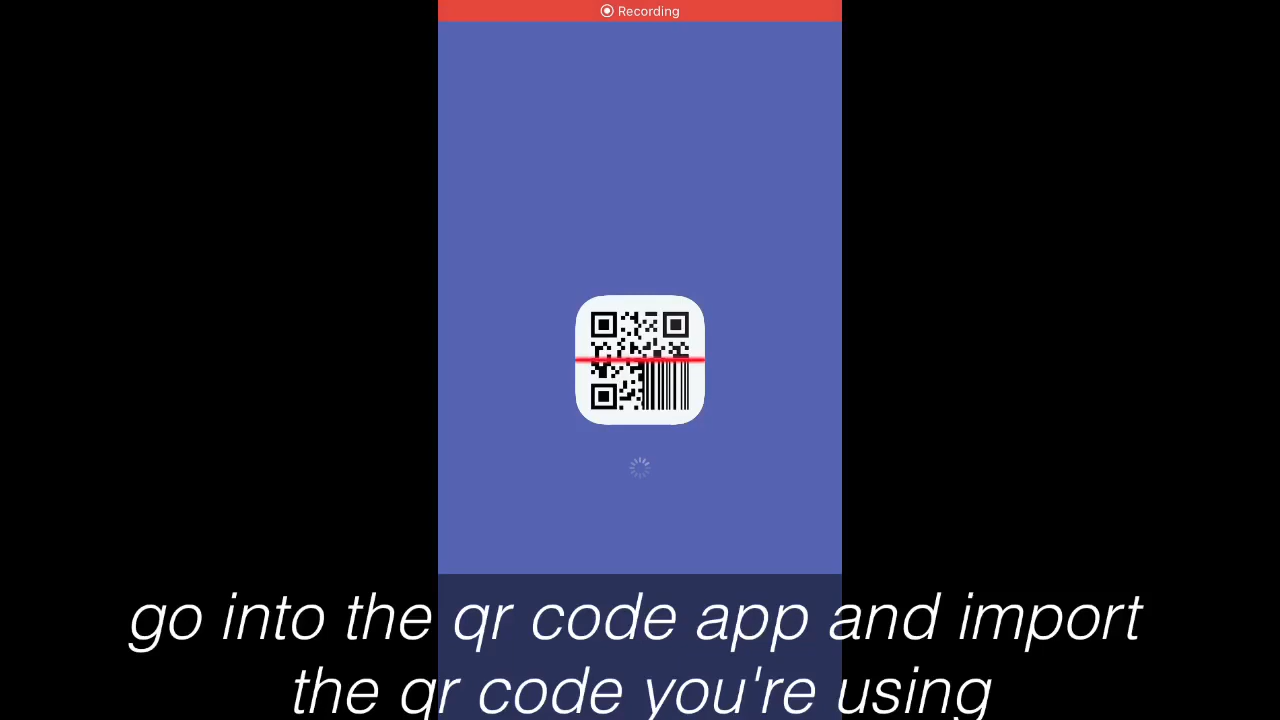 Recording
go into the qr code app and import
the qr code you're using